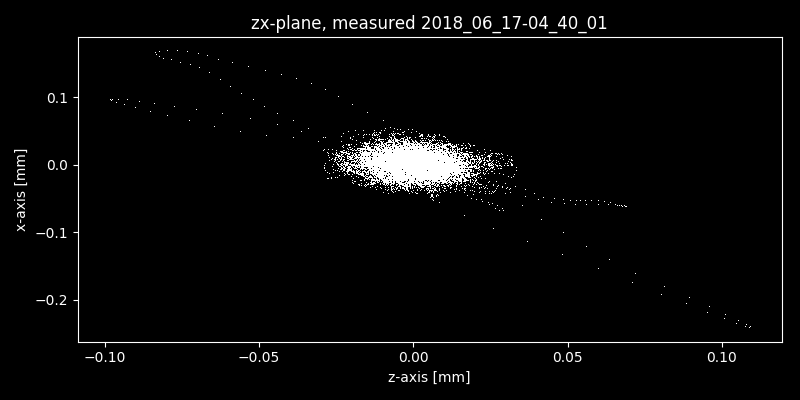 zx-plane, measured 2018_06_17-04_40_01
0.1
0.0
−0.1
−0.2
x-axis [mm]
−0.10 −0.05 0.00 0.05 0.10
z-axis [mm]